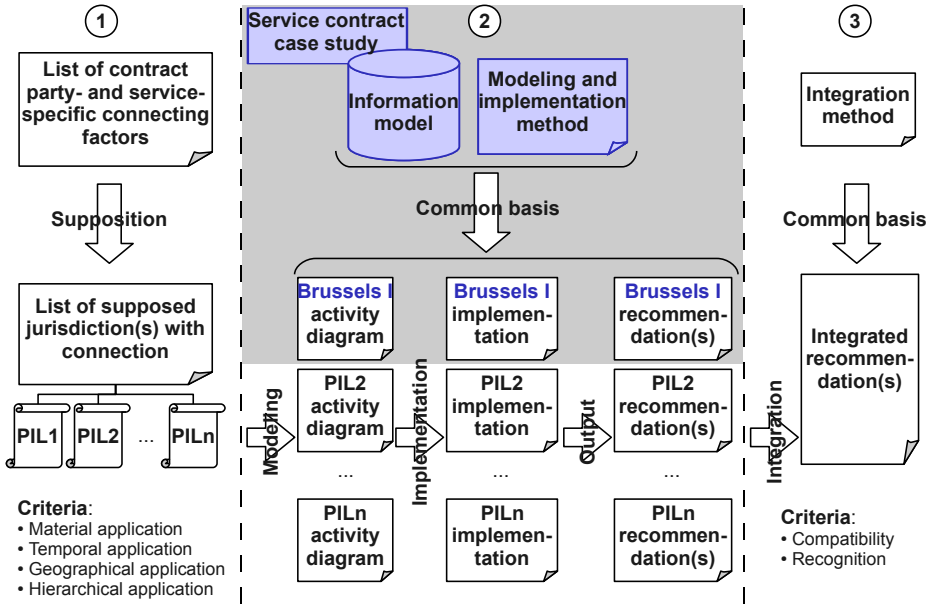 1
List of contract
party- and service-
specific connecting
factors
Supposition
List of supposed
jurisdiction(s) with
connection
PIL1
PIL2
...
PILn
Criteria:
• Material application
• Temporal application
• Geographical application
• Hierarchical application
2
Service contract
case study
Information
model
Modeling and
implementation
method
Common basis
Modeling
Brussels I
activity
diagram
PIL2
activity
diagram
...
PILn
activity
diagram
Implementation
Brussels I
implemen-
tation
PIL2
implemen-
tation
...
PILn
implemen-
tation
Output
Brussels I
recommen-
dation(s)
PIL2
recommen-
dation(s)
...
PILn
recommen-
dation(s)
3
Integration
method
Common basis
Integration
Integrated
recommen-
dation(s)
Criteria:
• Compatibility
• Recognition